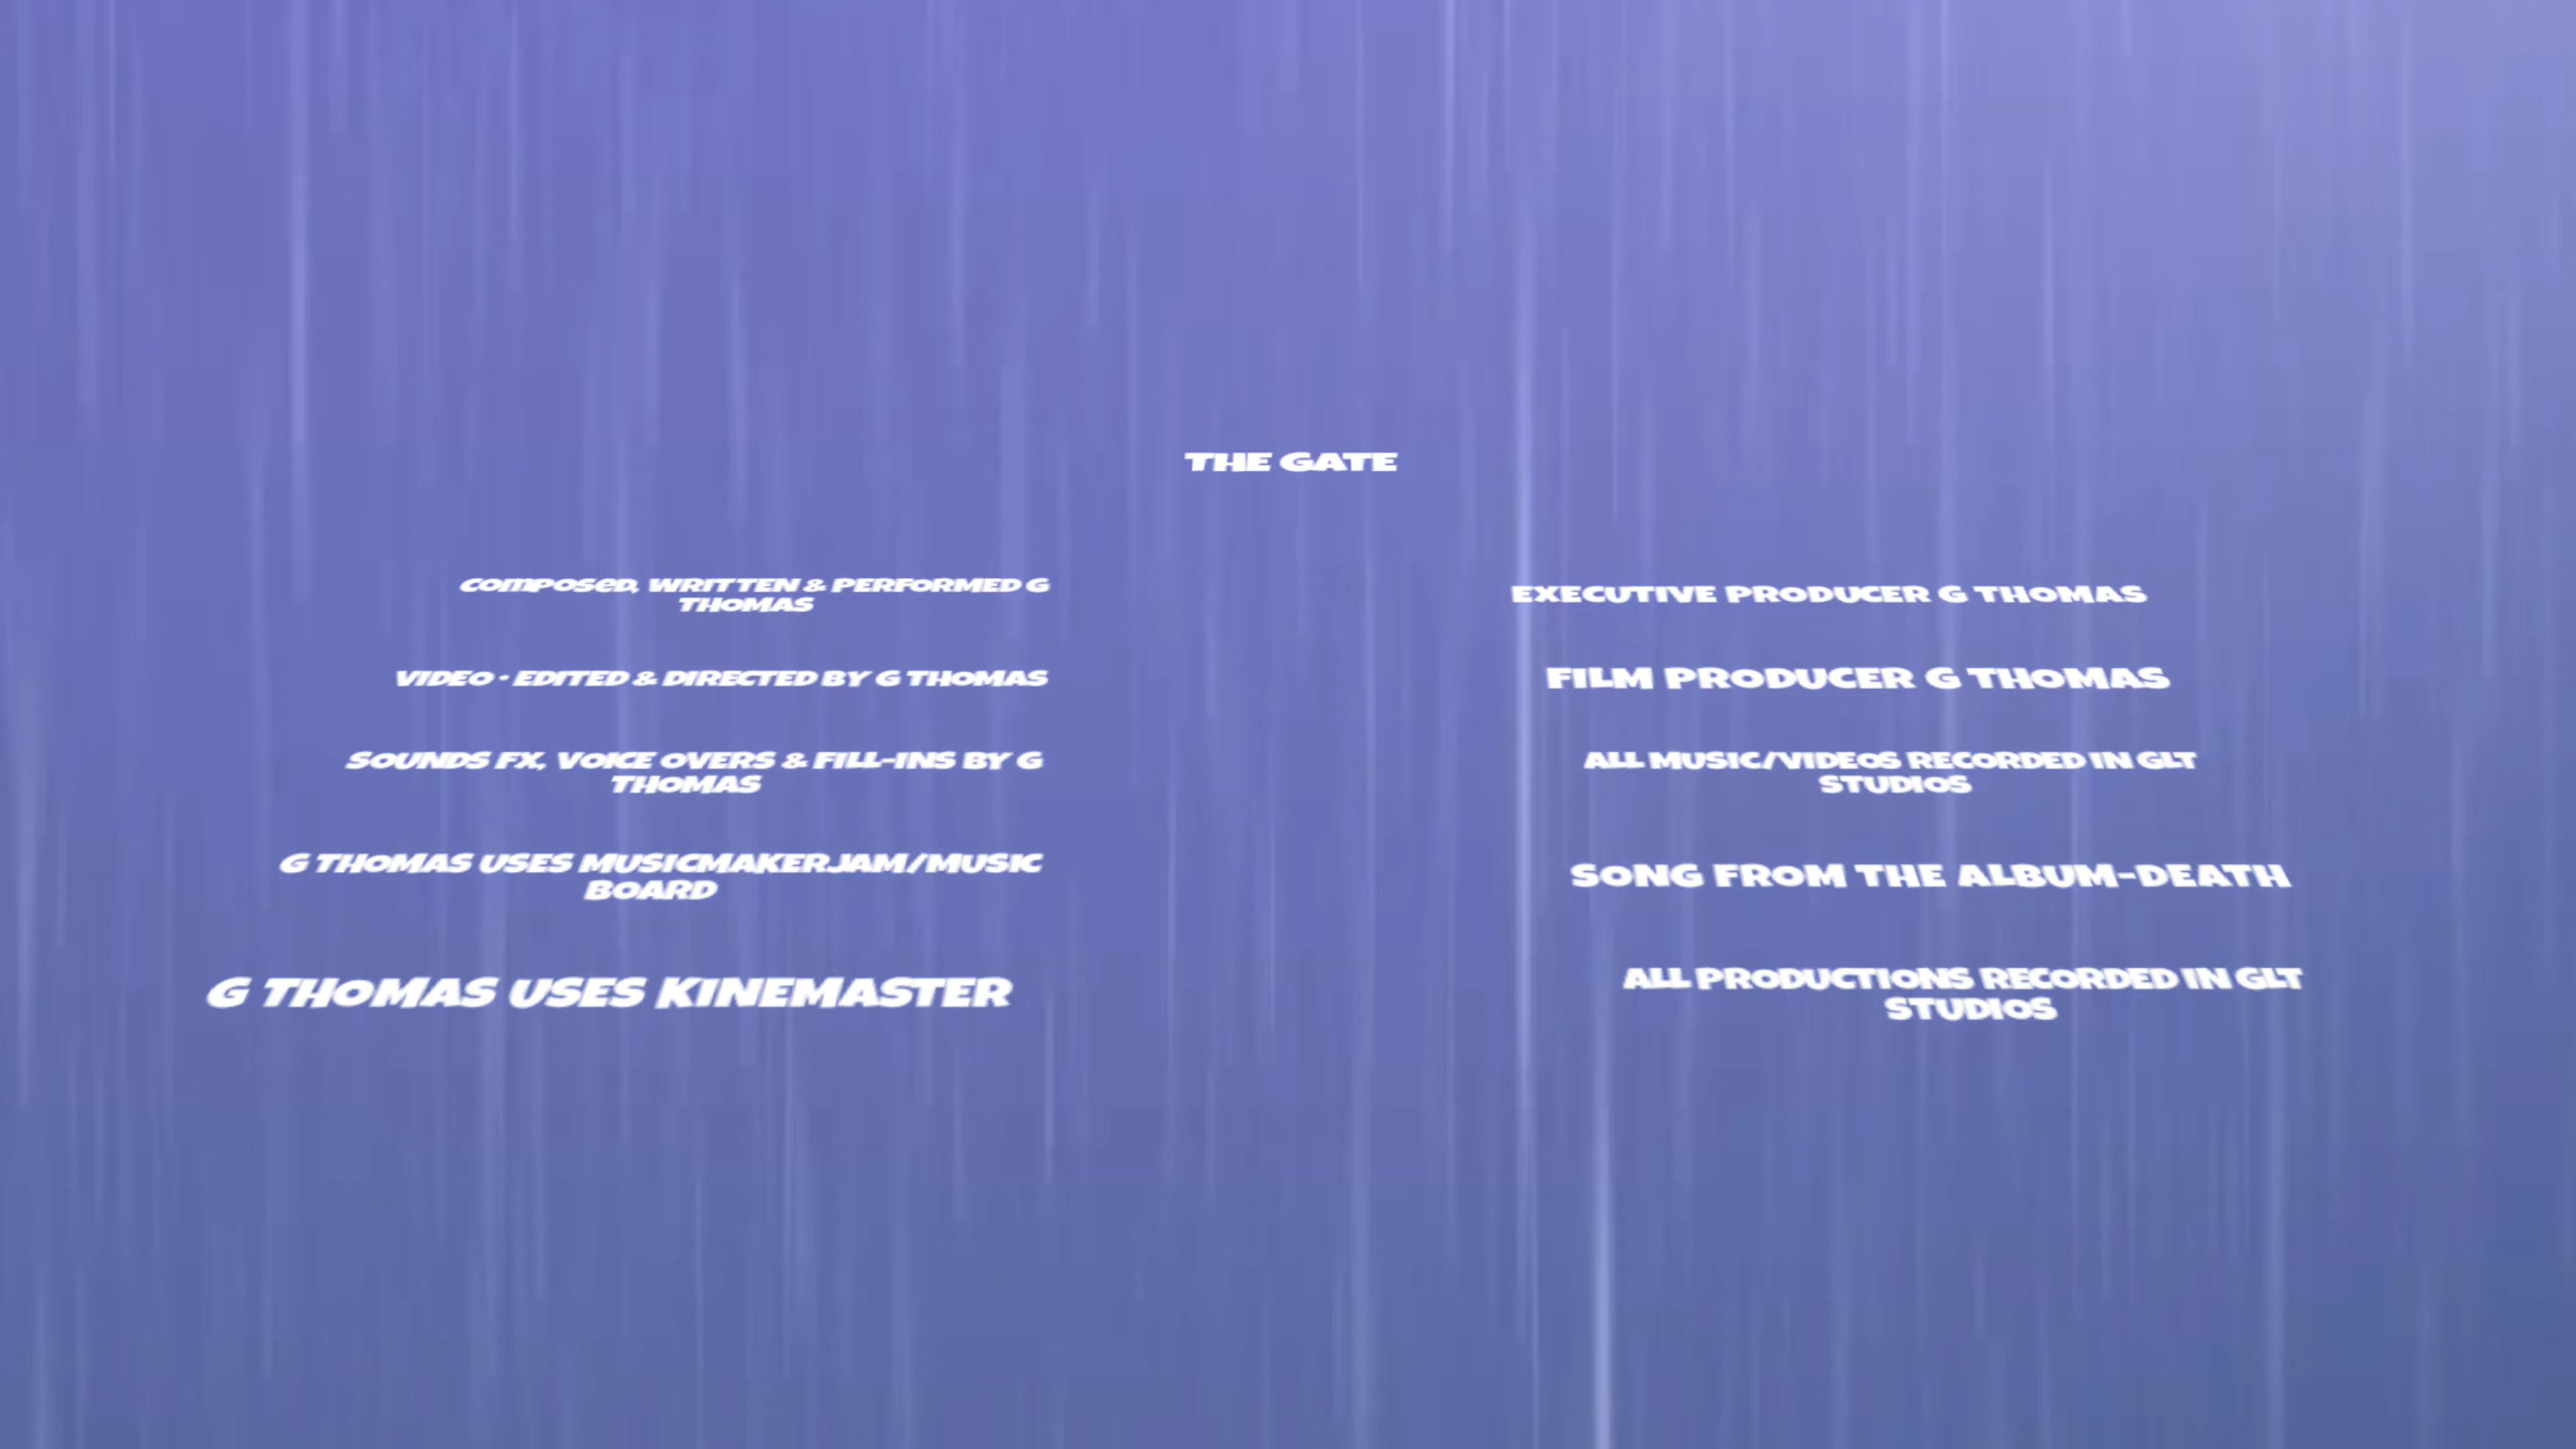 THE GATE
COMPOSED, WRITTEN & PERFORMED G
THOMAS
VIDEO • EDITED & DIRECTED BY G THOMAS
SOUNDS FX, VOICE OVERS & FILL-INS BY G
THOMAS
G THOMAS USES MUSICMAKERJAM/MUSIC
BOARD
G THOMAS USES KINEMASTER
EXECUTIVE PRODUCER G THOMAS
FILM PRODUCER G THOMAS
ALL MUSIC/VIDEOS RECORDED IN GLT
STUDIOS
SONG FROM THE ALBUM-DEATH
ALL PRODUCTIONS RECORDED IN GLT
STUDIOS